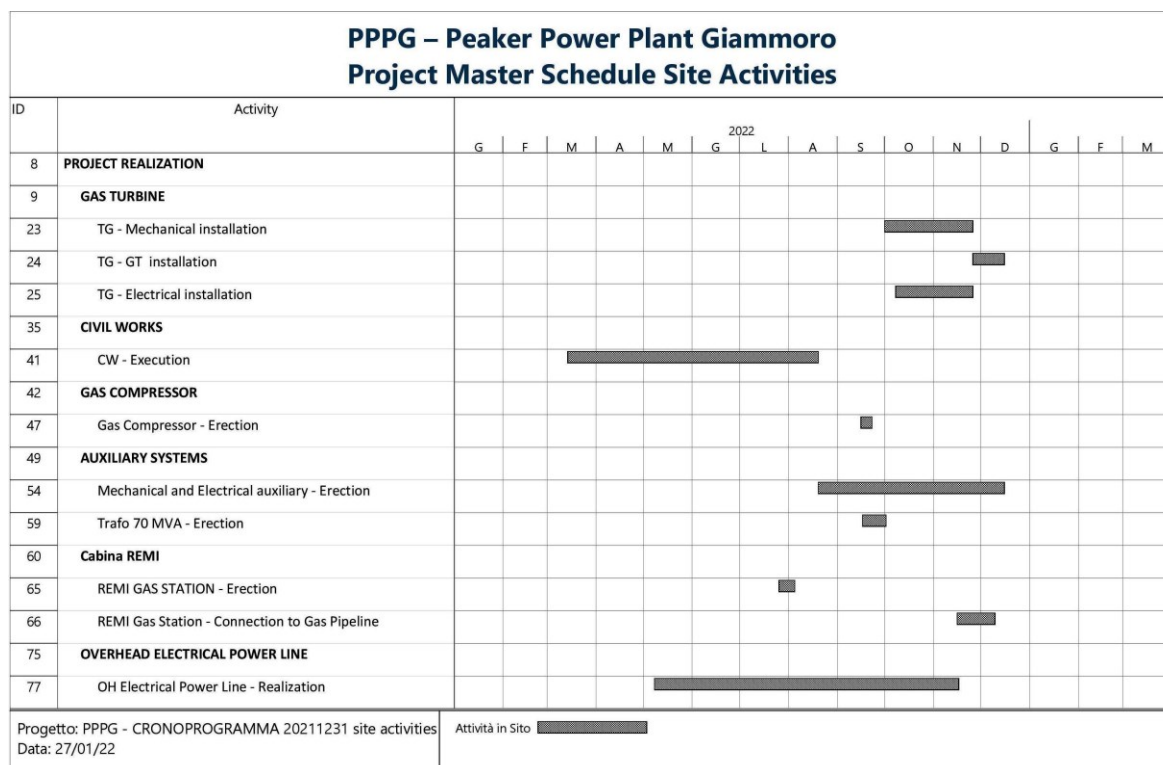 PPPG – Peaker Power Plant Giammoro
Project Master Schedule Site Activities
ID Activity
2022
G F M A M G L A S O N D G F M
8 PROJECT REALIZATION
9 GAS TURBINE
23 TG - Mechanical installation
24 TG - GT installation
25 TG - Electrical installation
35 CIVIL WORKS
41 CW - Execution
42 GAS COMPRESSOR
47 Gas Compressor - Erection
49 AUXILIARY SYSTEMS
54 Mechanical and Electrical auxiliary - Erection
59 Trafo 70 MVA - Erection
60 Cabina REMI
65 REMI GAS STATION - Erection
66 REMI Gas Station - Connection to Gas Pipeline
75 OVERHEAD ELECTRICAL POWER LINE
77 OH Electrical Power Line - Realization
Progetto: PPPG - CRONOPROGRAMMA 20211231 site activities Attività in Sito
Data: 27/01/22